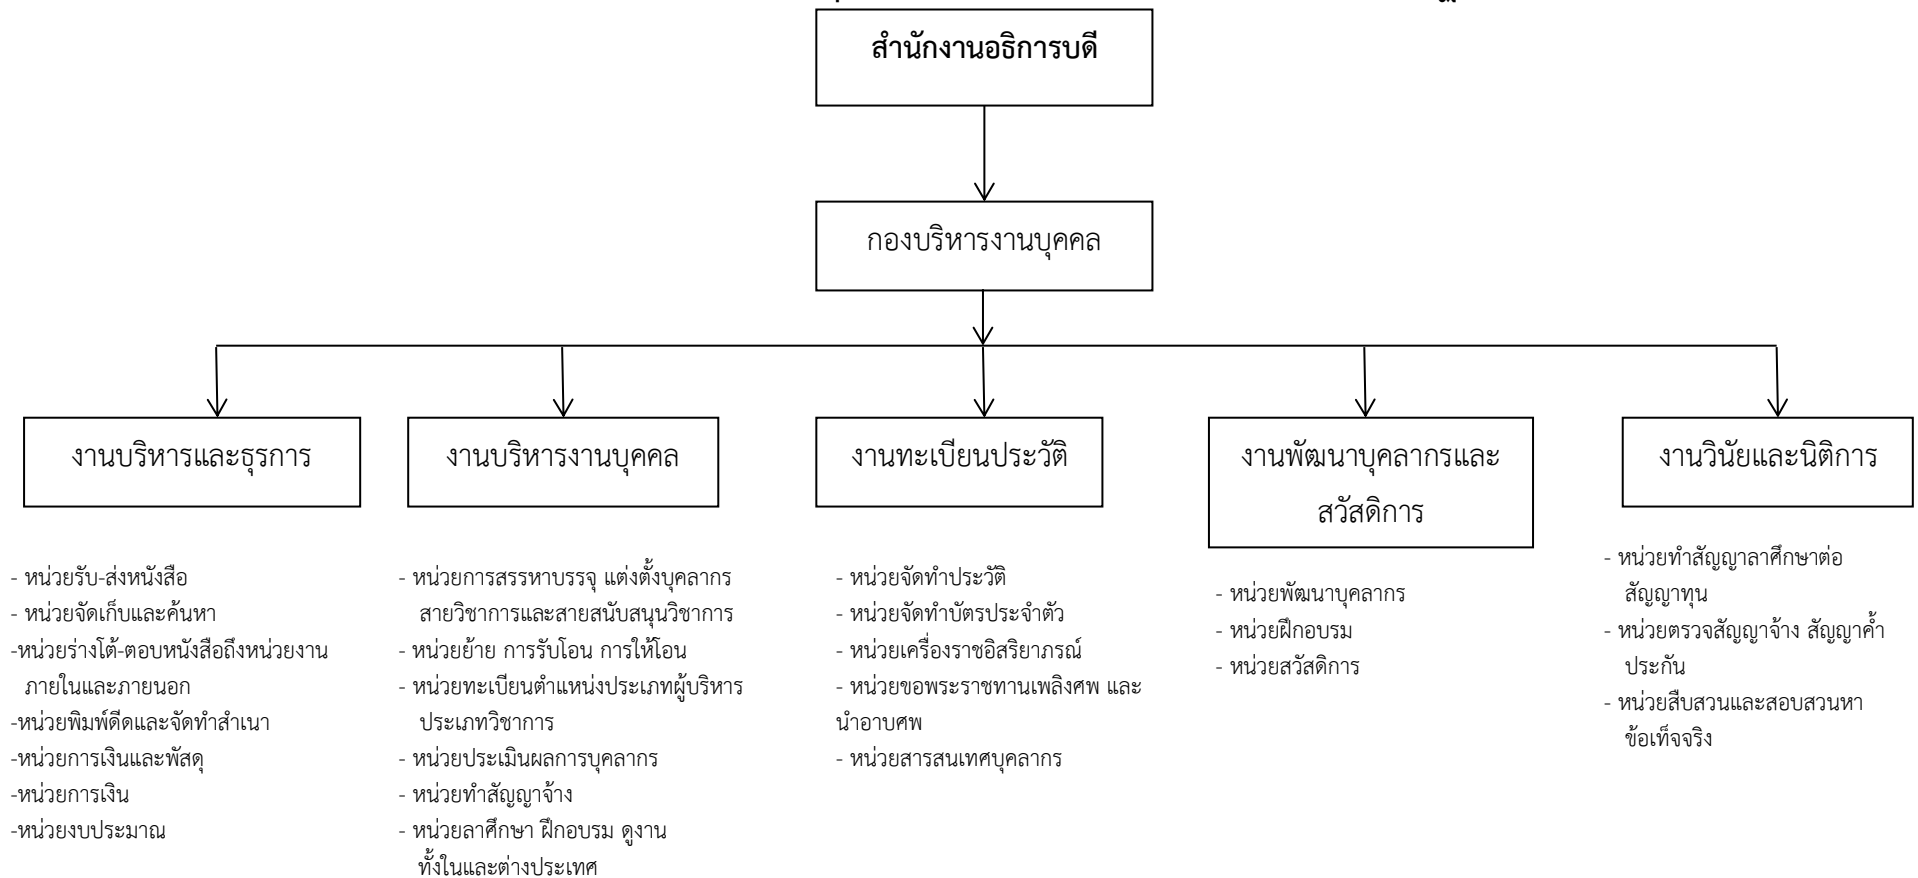 สำนักงานอธิการบดี
กองบริหารงานบุคคล
งานบริหารและธุรการ
- หน่วยรับ-ส่งหนังสือ
- หน่วยจัดเก็บและค้นหา
-หน่วยร่างโต้-ตอบหนังสือถึงหน่วยงาน
ภายในและภายนอก
-หน่วยพิมพ์ดีดและจัดทำสำเนา
-หน่วยการเงินและพัสดุ
-หน่วยการเงิน
-หน่วยงบประมาณ
งานบริหารงานบุคคล
- หน่วยการสรรหาบรรจุ แต่งตั้งบุคลากร
สายวิชาการและสายสนับสนุนวิชาการ
- หน่วยย้าย การรับโอน การให้โอน
- หน่วยทะเบียนตำแหน่งประเภทผู้บริหาร
ประเภทวิชาการ
- หน่วยประเมินผลการบุคลากร
- หน่วยทำสัญญาจ้าง
- หน่วยลาศึกษา ฝึกอบรม ดูงาน
ทั้งในและต่างประเทศ
งานทะเบียนประวัติ
- หน่วยจัดทำประวัติ
- หน่วยจัดทำบัตรประจำตัว
- หน่วยเครื่องราชอิสริยาภรณ์
- หน่วยขอพระราชทานเพลิงศพ และ
นำอาบศพ
- หน่วยสารสนเทศบุคลากร
งานพัฒนาบุคลากรและ
สวัสดิการ
- หน่วยพัฒนาบุคลากร
- หน่วยฝึกอบรม
- หน่วยสวัสดิการ
งานวินัยและนิติการ
- หน่วยทำสัญญาลาศึกษาต่อ
สัญญาทุน
- หน่วยตรวจสัญญาจ้าง สัญญาค้ำ
ประกัน
- หน่วยสืบสวนและสอบสวนหา
ข้อเท็จจริง